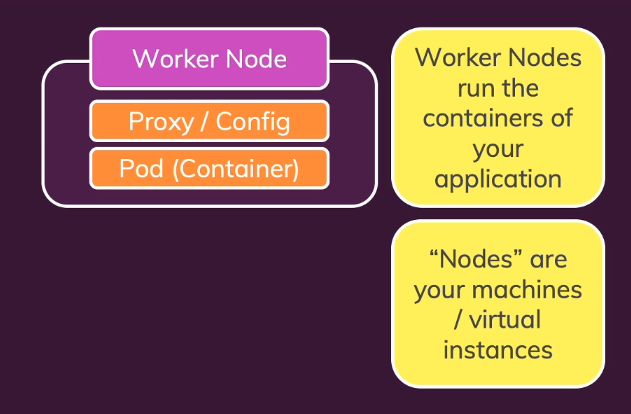 Worker Node
Proxy / Config
Pod (Container)
Worker Nodes
run the
containers of
your
application
“Nodes” are
your machines
/ virtual
instances